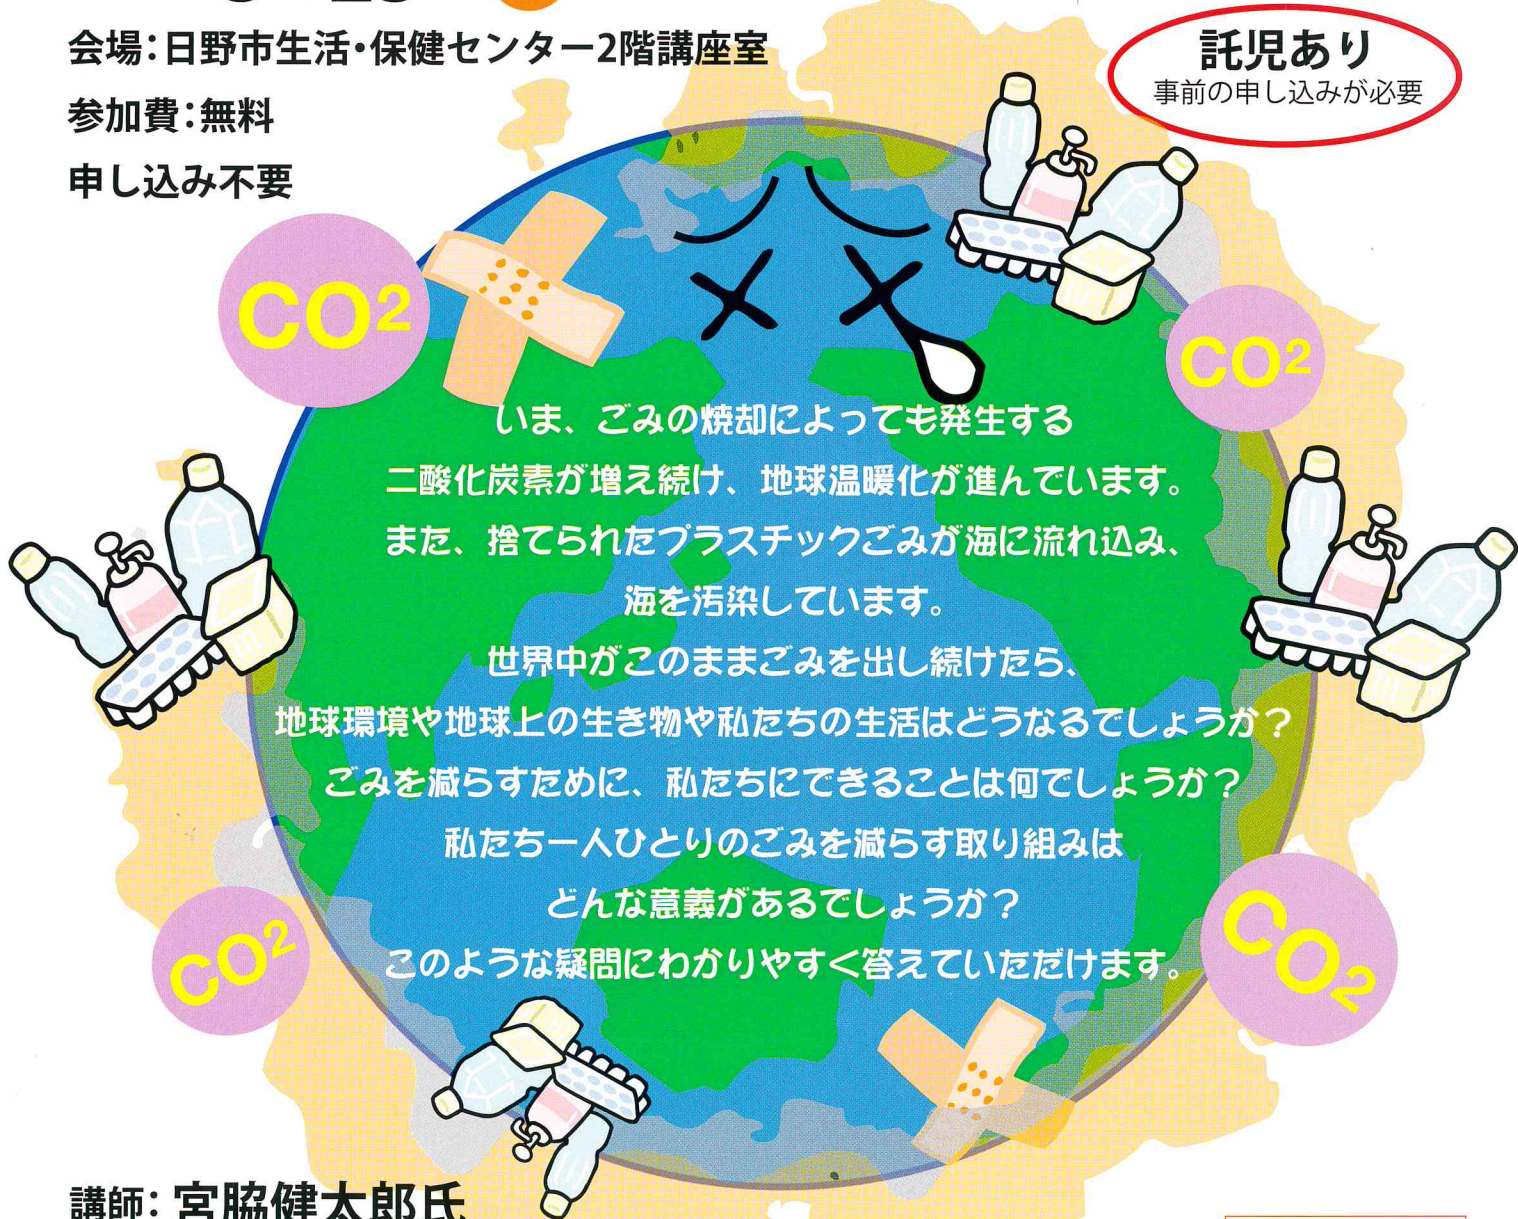 会場：日野市生活・保健センター2階講座室
参加費：無料
申し込み不要
託児あり
事前の申し込みが必要
CO2
CO2
いま、ごみの焼却によっても発生する
二酸化炭素が増え続け、地球温暖化が進んでいます。
また、捨てられたプラスチックごみが海に流れ込み、
海を汚染しています。
世界中がこのままごみを出し続けたら、
地球環境や地球上の生き物や私たちの生活はどうなるでしょうか？
ごみを減らすために、私たちにできることは何でしょうか？
私たち一人ひとりのごみを減らす取り組みは
どんな意義があるでしょうか？
このような疑問にわかりやすく答えていただけます。
CO2
CO2
講師：宮脇健太郎氏